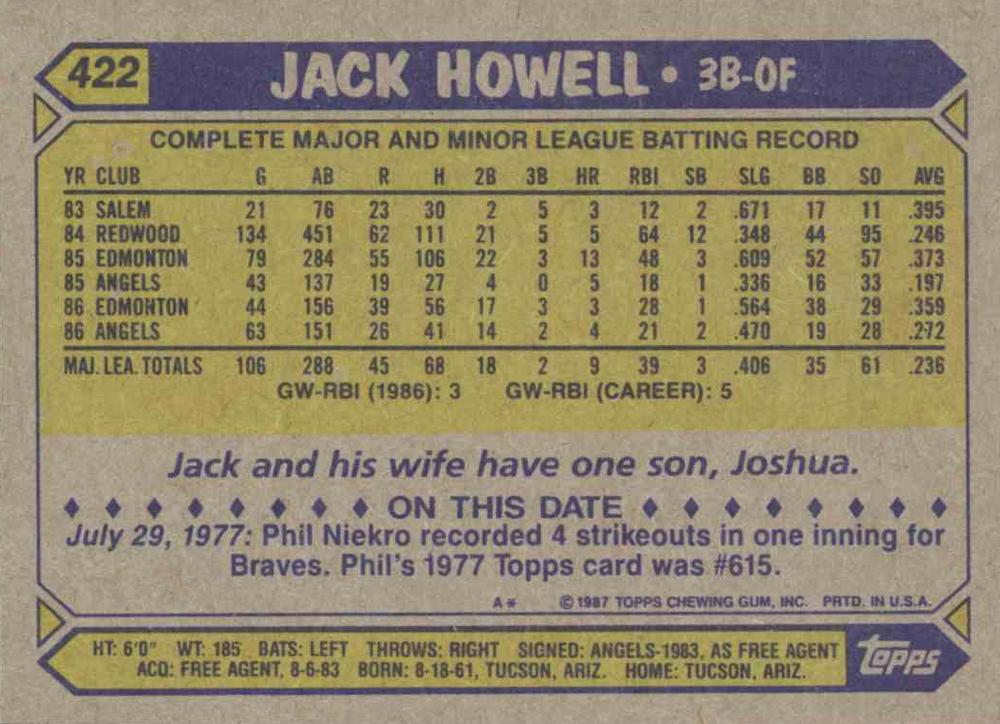 422 JACK HOWELL • 3B-OF
COMPLETE MAJOR AND MINOR LEAGUE BATTING RECORD
YR CLUB G AB R H 2B 3B HR RBI SB SLG BB SO AVG
83 SALEM 21 76 23 30 2 5 3 12 2 .671 17 11 .395
84 REDWOOD 134 451 62 111 21 5 5 64 12 .348 44 95 .246
85 EDMONTON 79 284 55 106 22 3 13 48 3 .609 52 57 .373
85 ANGELS 43 137 19 27 4 0 5 18 1 .336 16 33 .197
86 EDMONTON 44 156 39 56 17 3 3 28 1 .564 38 29 .359
86 ANGELS 63 151 26 41 14 2 4 21 2 .470 19 28 .272
MAJ. LEA. TOTALS 106 288 45 68 18 2 9 39 3 .406 35 61 .236
GW-RBI (1986): 3 GW-RBI (CAREER): 5
Jack and his wife have one son, Joshua.
ON THIS DATE
July 29, 1977: Phil Niekro recorded 4 strikeouts in one inning for
Braves. Phil's 1977 Topps card was #615.
A* © 1987 TOPPS CHEWING GUM, INC. PRTD. IN U.S.A.
HT: 6'0" WT: 185 BATS: LEFT THROWS: RIGHT SIGNED: ANGELS-1983, AS FREE AGENT
ACQ: FREE AGENT, 8-6-83 BORN: 8-18-61, TUCSON, ARIZ. HOME: TUCSON, ARIZ.
Topps